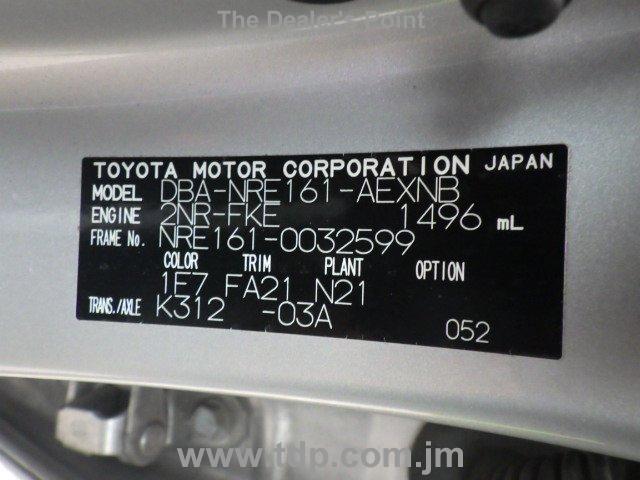 The Dealer's Point
TOYOTA MOTOR CORPORATION JAPAN
MODEL DBA-NRE161-AEXNB
ENGINE 2NR-FKE 1496 mL
FRAME No. NRE161-0032599
COLOR TRIM PLANT OPTION
1E7 FA21 N21
TRANS./AXLE K312 -03A
052
www.tdp.com.jm